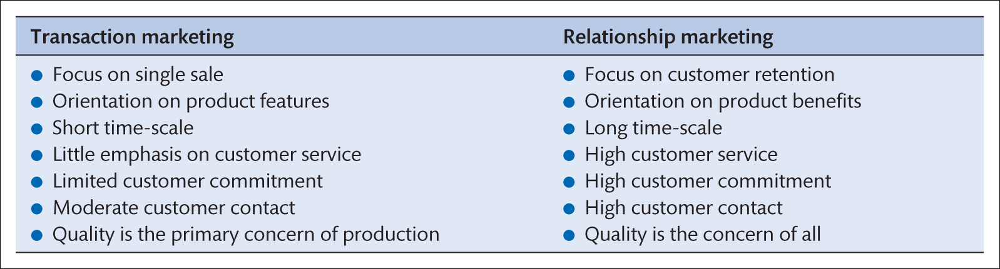 Transaction marketing Relationship marketing
● Focus on single sale ● Focus on customer retention
● Orientation on product features ● Orientation on product benefits
● Short time-scale ● Long time-scale
● Little emphasis on customer service ● High customer service
● Limited customer commitment ● High customer commitment
● Moderate customer contact ● High customer contact
● Quality is the primary concern of production ● Quality is the concern of all